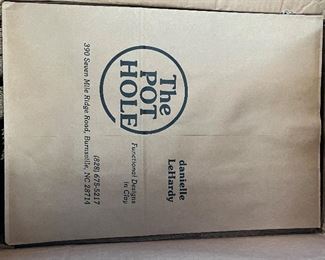 The
POT
HOLE
Functional Designs
in Clay
danielle
LeHardy
390 Seven Mile Ridge Road, Burnsville, NC 28714
(828) 675-5217